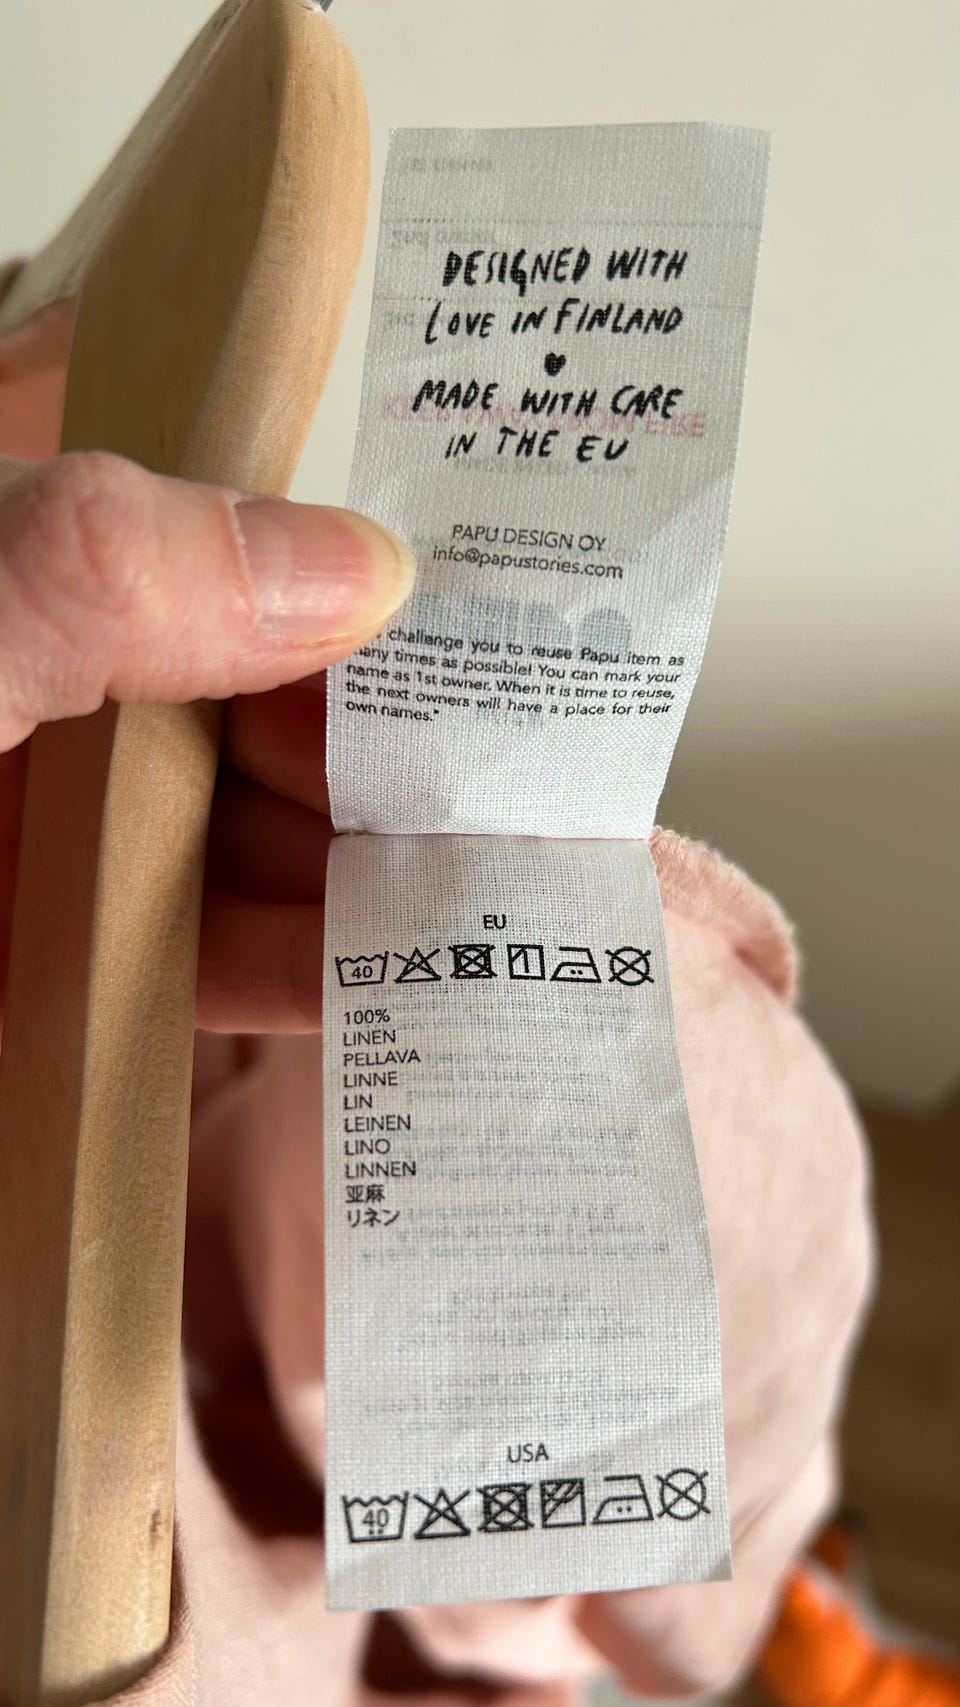 DESIGNED WITH
LOVE IN FINLAND
♥
MADE WITH CARE
IN THE EU
PAPU DESIGN OY
info@papustories.com
challenge you to reuse Papu item as
many times as possible! You can mark your
name as 1st owner. When it is time to reuse,
the next owners will have a place for their
own names."
EU
40
100%
LINEN
PELLAVA
LINNE
LIN
LEINEN
LINO
LINNEN
亚麻
リネン
USA
40